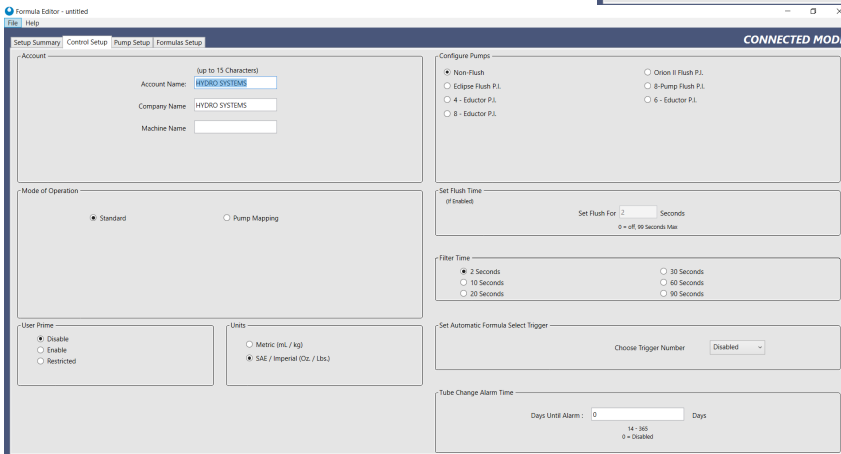 Formula Editor - untitled
File Help
Setup Summary Control Setup Pump Setup Formulas Setup
CONNECTED MOD
Account
(up to 15 Characters)
Account Name: HYDRO SYSTEMS
Company Name HYDRO SYSTEMS
Machine Name
Configure Pumps
Non-Flush Orion II Flush P.I.
Eclipse Flush P.I. 8-Pump Flush P.I.
4 - Eductor P.I. 6 - Eductor P.I.
8 - Eductor P.I.
Mode of Operation
Standard Pump Mapping
Set Flush Time
(If Enabled)
Set Flush For 2 Seconds
0 = off, 99 Seconds Max
Filter Time
2 Seconds 30 Seconds
10 Seconds 60 Seconds
20 Seconds 90 Seconds
User Prime
Disable
Enable
Restricted
Units
Metric (mL / kg)
SAE / Imperial (Oz. / Lbs.)
Set Automatic Formula Select Trigger
Choose Trigger Number Disabled
Tube Change Alarm Time
Days Until Alarm : 0 Days
14 - 365
0 = Disabled